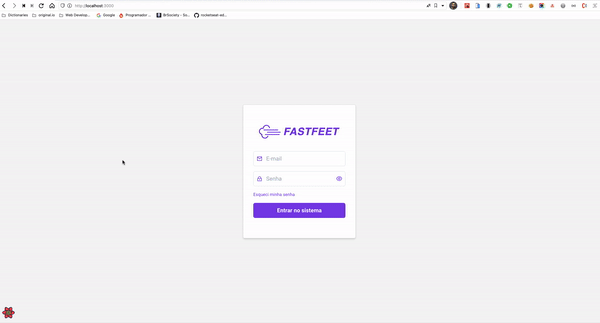 http://localhost:3000
Dictionaries original.io Web Develop... Google Programador ... BrSociety - So... rocketseat-ed...
FASTFEET
E-mail
Senha
Esqueci minha senha
Entrar no sistema